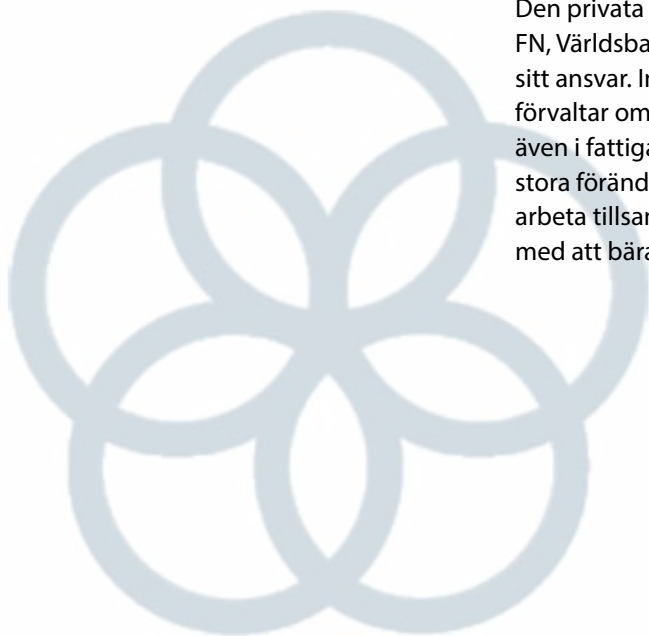 Den privata
FN, Världsba
sitt ansvar. I
förvaltar om
även i fattiga
stora föränd
arbeta tillsa
med att bära